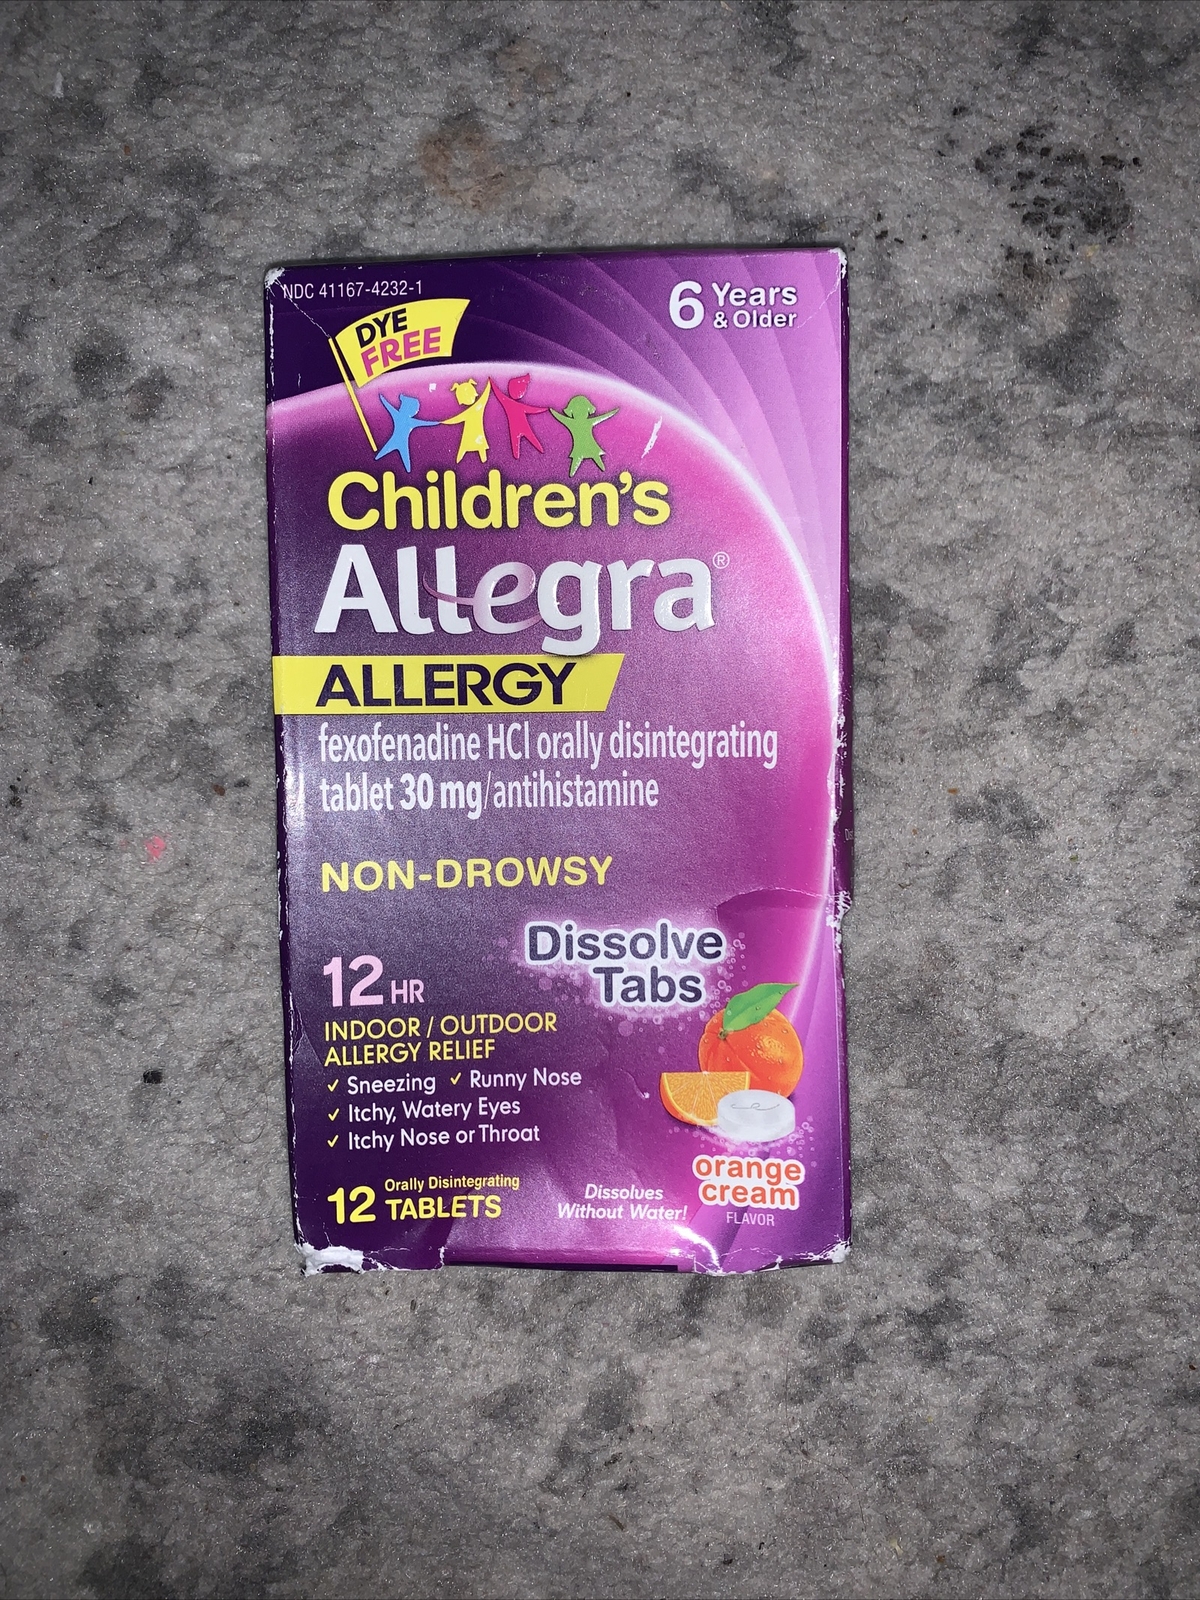 NDC 41167-4232-1
6 Years
& Older
DYE
FREE
Children's
Allegra®
ALLERGY
fexofenadine HCl orally disintegrating
tablet 30 mg/antihistamine
NON-DROWSY
Dissolve
Tabs
12 HR
INDOOR / OUTDOOR
ALLERGY RELIEF
✓ Sneezing ✓ Runny Nose
✓ Itchy, Watery Eyes
✓ Itchy Nose or Throat
12 Orally Disintegrating
TABLETS
Dissolves
Without Water!
orange
cream
FLAVOR